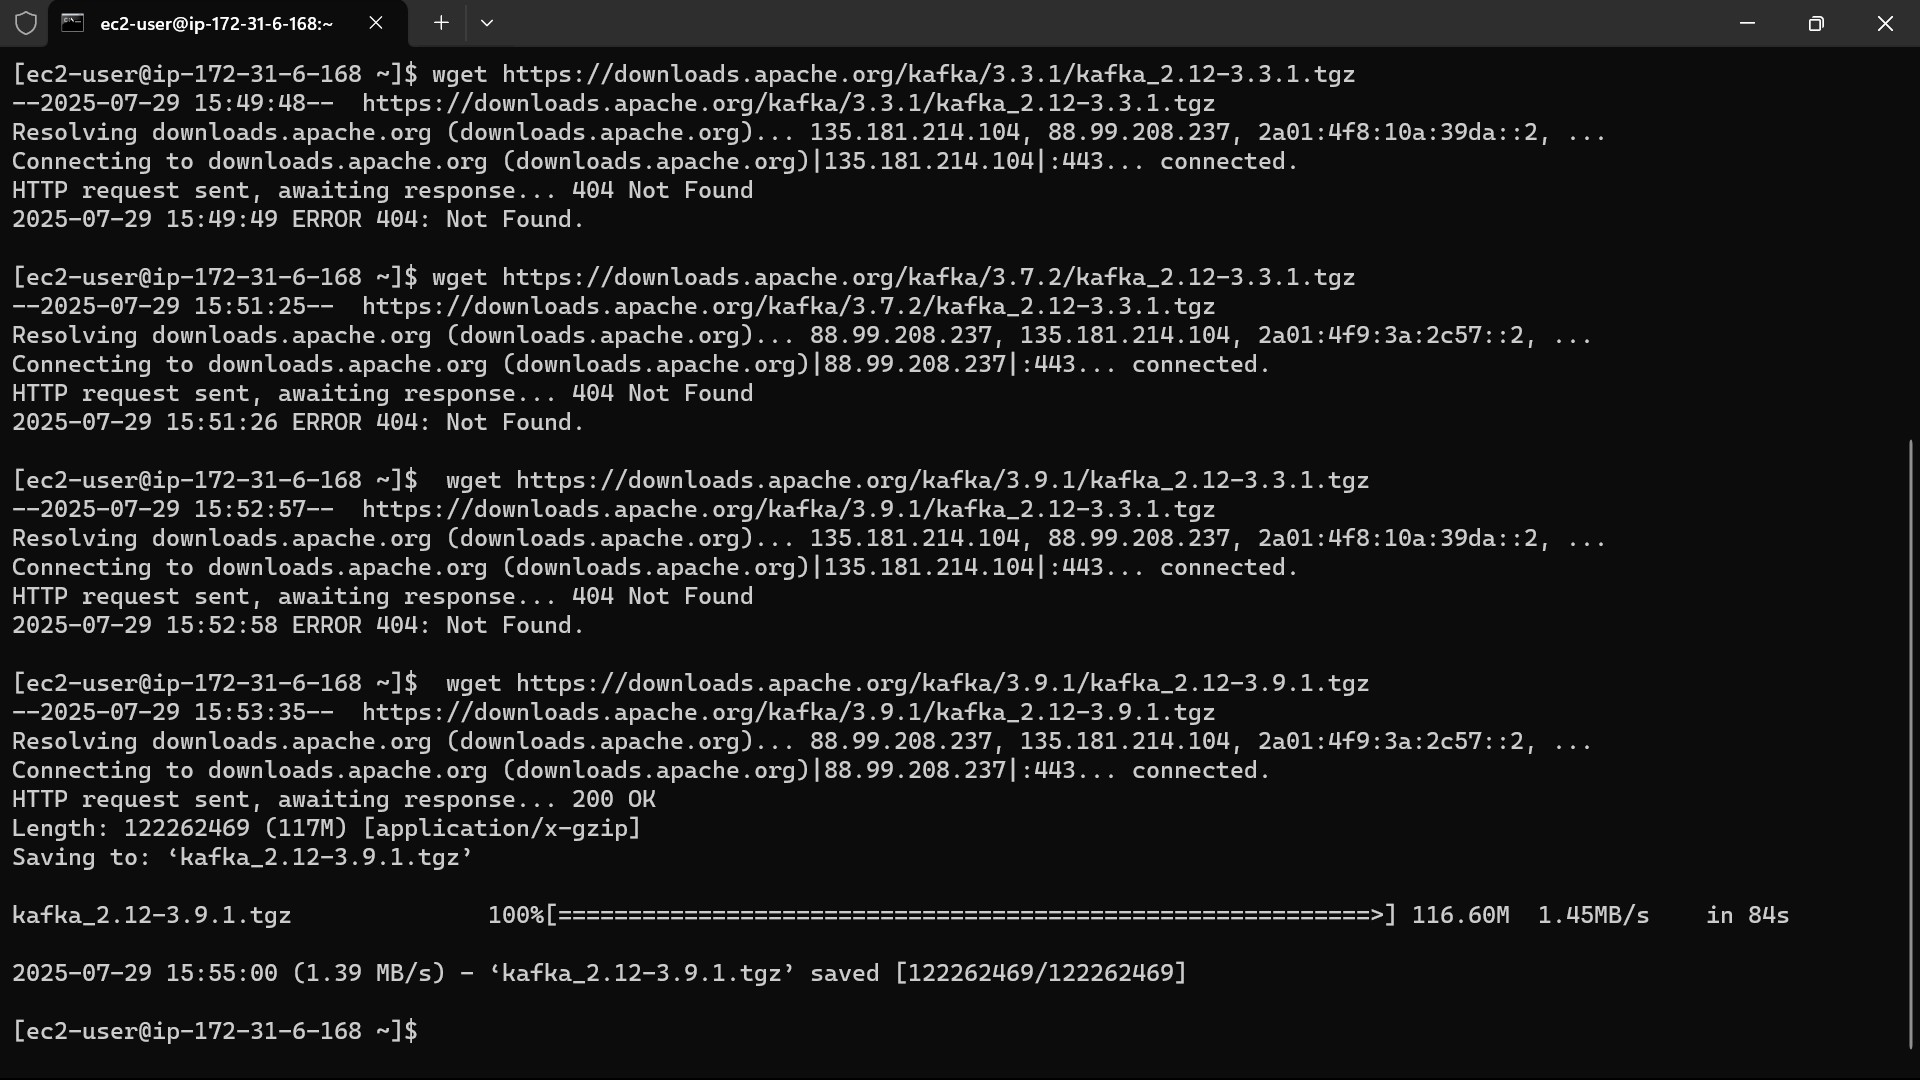 ec2-user@ip-172-31-6-168:~
[ec2-user@ip-172-31-6-168 ~]$ wget https://downloads.apache.org/kafka/3.3.1/kafka_2.12-3.3.1.tgz
--2025-07-29 15:49:48--  https://downloads.apache.org/kafka/3.3.1/kafka_2.12-3.3.1.tgz
Resolving downloads.apache.org (downloads.apache.org)... 135.181.214.104, 88.99.208.237, 2a01:4f8:10a:39da::2, ...
Connecting to downloads.apache.org (downloads.apache.org)|135.181.214.104|:443... connected.
HTTP request sent, awaiting response... 404 Not Found
2025-07-29 15:49:49 ERROR 404: Not Found.
[ec2-user@ip-172-31-6-168 ~]$ wget https://downloads.apache.org/kafka/3.7.2/kafka_2.12-3.3.1.tgz
--2025-07-29 15:51:25--  https://downloads.apache.org/kafka/3.7.2/kafka_2.12-3.3.1.tgz
Resolving downloads.apache.org (downloads.apache.org)... 88.99.208.237, 135.181.214.104, 2a01:4f9:3a:2c57::2, ...
Connecting to downloads.apache.org (downloads.apache.org)|88.99.208.237|:443... connected.
HTTP request sent, awaiting response... 404 Not Found
2025-07-29 15:51:26 ERROR 404: Not Found.
[ec2-user@ip-172-31-6-168 ~]$  wget https://downloads.apache.org/kafka/3.9.1/kafka_2.12-3.3.1.tgz
--2025-07-29 15:52:57--  https://downloads.apache.org/kafka/3.9.1/kafka_2.12-3.3.1.tgz
Resolving downloads.apache.org (downloads.apache.org)... 135.181.214.104, 88.99.208.237, 2a01:4f8:10a:39da::2, ...
Connecting to downloads.apache.org (downloads.apache.org)|135.181.214.104|:443... connected.
HTTP request sent, awaiting response... 404 Not Found
2025-07-29 15:52:58 ERROR 404: Not Found.
[ec2-user@ip-172-31-6-168 ~]$  wget https://downloads.apache.org/kafka/3.9.1/kafka_2.12-3.9.1.tgz
--2025-07-29 15:53:35--  https://downloads.apache.org/kafka/3.9.1/kafka_2.12-3.9.1.tgz
Resolving downloads.apache.org (downloads.apache.org)... 88.99.208.237, 135.181.214.104, 2a01:4f9:3a:2c57::2, ...
Connecting to downloads.apache.org (downloads.apache.org)|88.99.208.237|:443... connected.
HTTP request sent, awaiting response... 200 OK
Length: 122262469 (117M) [application/x-gzip]
Saving to: ‘kafka_2.12-3.9.1.tgz’
kafka_2.12-3.9.1.tgz              100%[==========================================================>] 116.60M  1.45MB/s    in 84s
2025-07-29 15:55:00 (1.39 MB/s) - ‘kafka_2.12-3.9.1.tgz’ saved [122262469/122262469]
[ec2-user@ip-172-31-6-168 ~]$